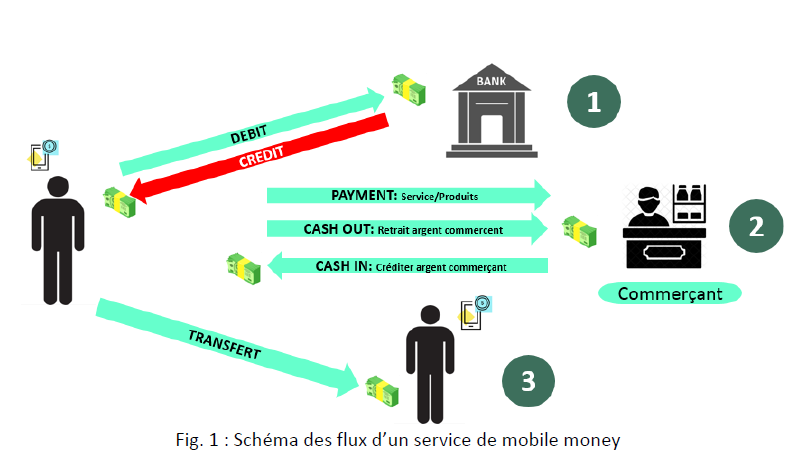 BANK
1
DEBIT
CREDIT
PAYMENT: Service/Produits
CASH OUT: Retrait argent commercent
2
CASH IN: Créditer argent commerçant
Commerçant
TRANSFERT
3
Fig. 1 : Schéma des flux d’un service de mobile money